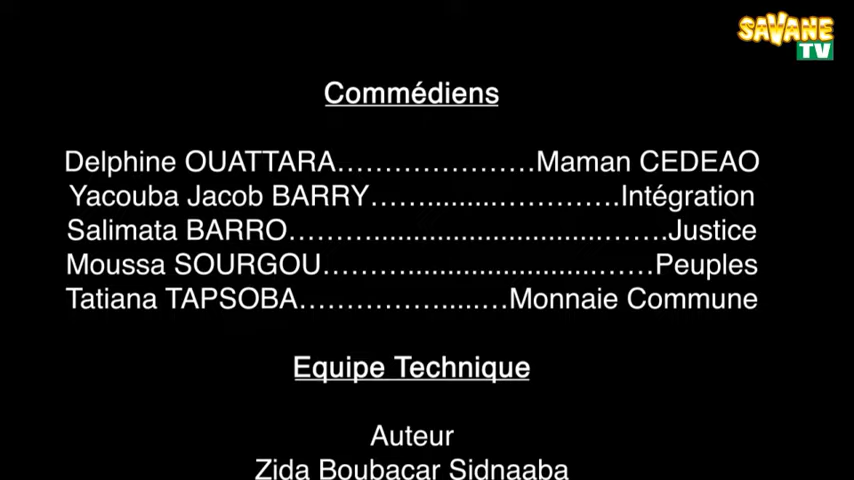 SAVANE
TV
Commédiens
Delphine OUATTARA…………………Maman CEDEAO
Yacouba Jacob BARRY……........………….Intégration
Salimata BARRO………............................…….Justice
Moussa SOURGOU………........................……Peuples
Tatiana TAPSOBA…………….....…Monnaie Commune
Equipe Technique
Auteur
Zida Boubacar Sidnaaba